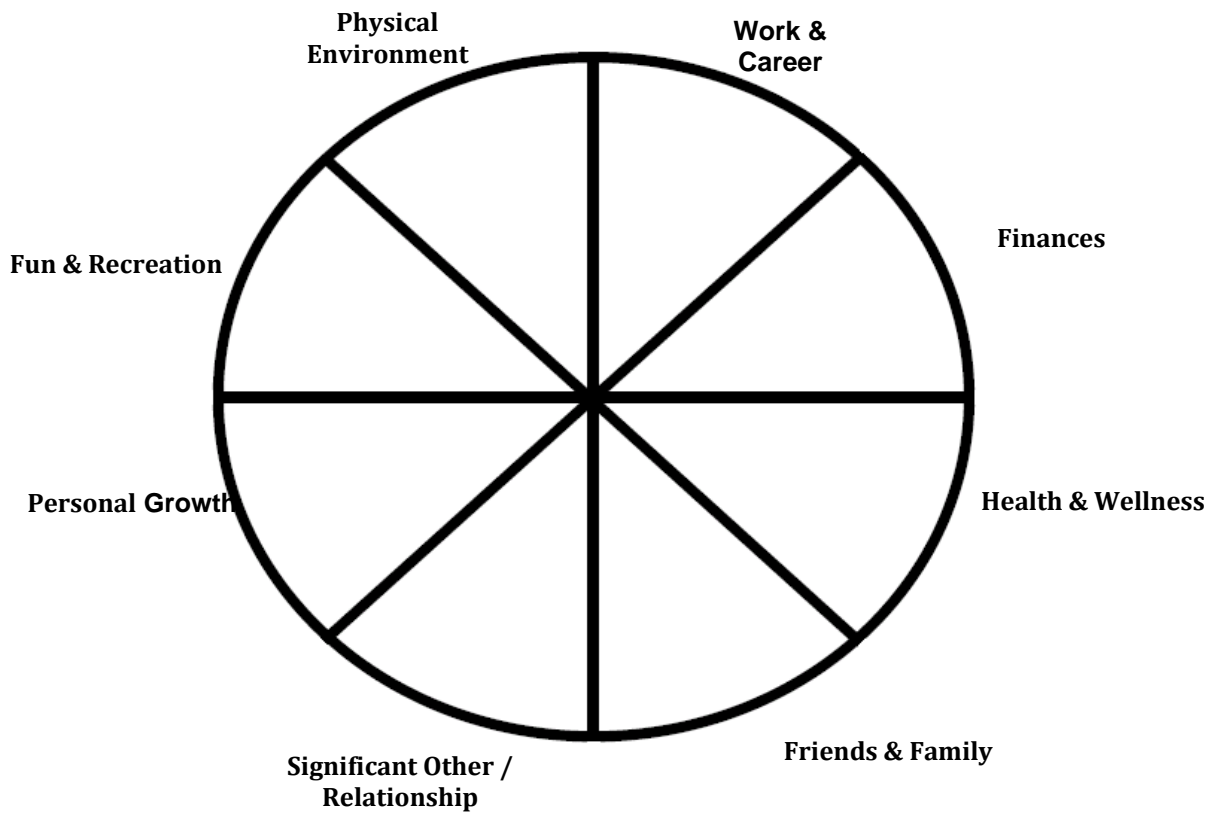 Physical
Environment
Work &
Career
Fun & Recreation
Finances
Personal Growth
Health & Wellness
Significant Other /
Relationship
Friends & Family